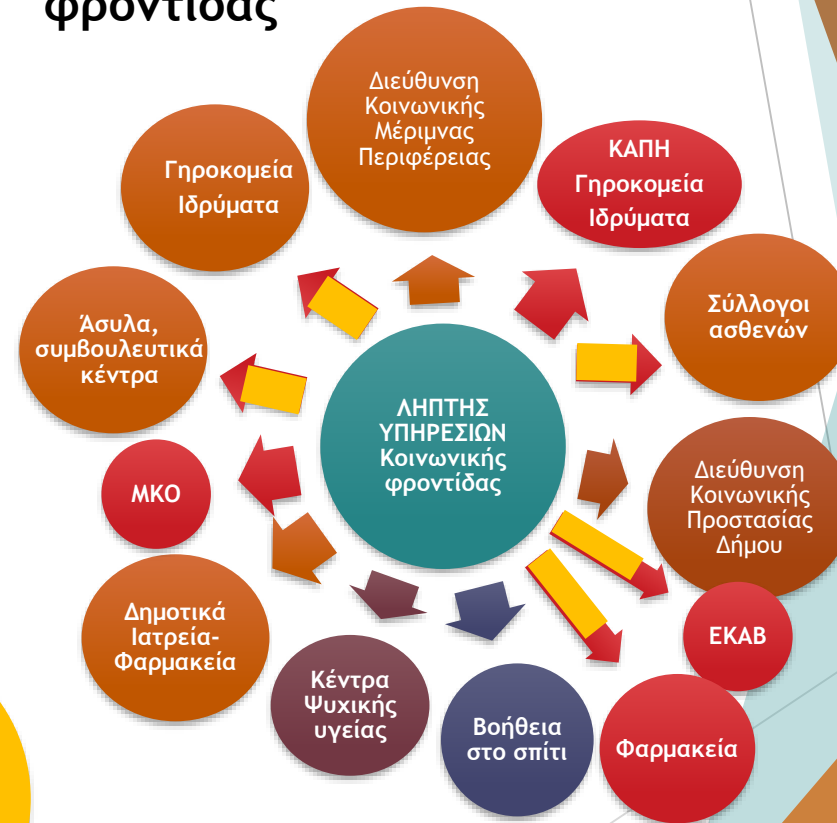 φροντίδας
Διεύθυνση
Κοινωνικής
Μέριμνας
Περιφέρειας
ΚΑΠΗ
Γηροκομεία
Ιδρύματα
Σύλλογοι
ασθενών
Διεύθυνση
Κοινωνικής
Προστασίας
Δήμου
ΕΚΑΒ
Φαρμακεία
Βοήθεια
στο σπίτι
Κέντρα
Ψυχικής
υγείας
Δημοτικά
Ιατρεία-
Φαρμακεία
ΜΚΟ
Άσυλα,
συμβουλευτικά
κέντρα
Γηροκομεία
Ιδρύματα
ΛΗΠΤΗΣ
ΥΠΗΡΕΣΙΩΝ
Κοινωνικής
φροντίδας